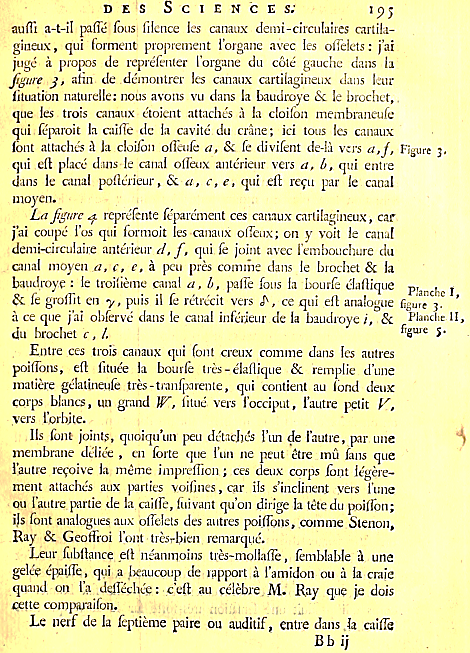 DES SCIENCES. 195
aussi a-t-il passé sous silence les canaux demi-circulaires cartila-
gineux, qui forment proprement l'organe avec les osselets: j'ai
jugé à propos de représenter l'organe du côté gauche dans la
figure 3, afin de démontrer les canaux cartilagineux dans leur
situation naturelle: nous avons vu dans la baudroye & le brochet,
que les trois canaux étoient attachés à la cloison membraneuse
qui séparoit la caisse de la cavité du crâne; ici tous les canaux
sont attachés à la cloison osseuse a, & se divisent de-là vers a, f,
Figure 3.
qui est placé dans le canal osseux antérieur vers a, b, qui entre
dans le canal postérieur, & a, c, e, qui est reçu par le canal
moyen.
La figure 4 représente séparément ces canaux cartilagineux, car
j'ai coupé l'os qui formoit les canaux osseux; on y voit le canal
demi-circulaire antérieur d, f, qui se joint avec l'embouchure du
canal moyen a, c, e, à peu près comme dans le brochet & la
baudroye: le troisième canal a, b, passe sous la bourse élastique
& se grossit en γ, puis il se rétrécit vers δ, ce qui est analogue
à ce que j'ai observé dans le canal inférieur de la baudroye i, &
du brochet c, l.
Planche I,
figure 3.
Planche II,
figure 5.
Entre ces trois canaux qui sont creux comme dans les autres
poissons, est située la bourse très-élastique & remplie d'une
matière gélatineuse très-transparente, qui contient au fond deux
corps blancs, un grand W, situé vers l'occiput, l'autre petit V,
vers l'orbite.
Ils sont joints, quoiqu'un peu détachés l'un de l'autre, par une
membrane déliée, en sorte que l'un ne peut être mû sans que
l'autre reçoive la même impression; ces deux corps sont légère-
ment attachés aux parties voisines, car ils s'inclinent vers l'une
ou l'autre partie de la caisse, suivant qu'on dirige la tête du poisson;
ils sont analogues aux osselets des autres poissons, comme Stenon,
Ray & Geoffroi l'ont très-bien remarqué.
Leur substance est néanmoins très-mollasse, semblable à une
gelée épaisse, qui a beaucoup de rapport à l'amidon ou à la craie
quand on l'a desséchée: c'est au célèbre M. Ray que je dois
cette comparaison.
Le nerf de la septième paire ou auditif, entre dans la caisse
Bb ij